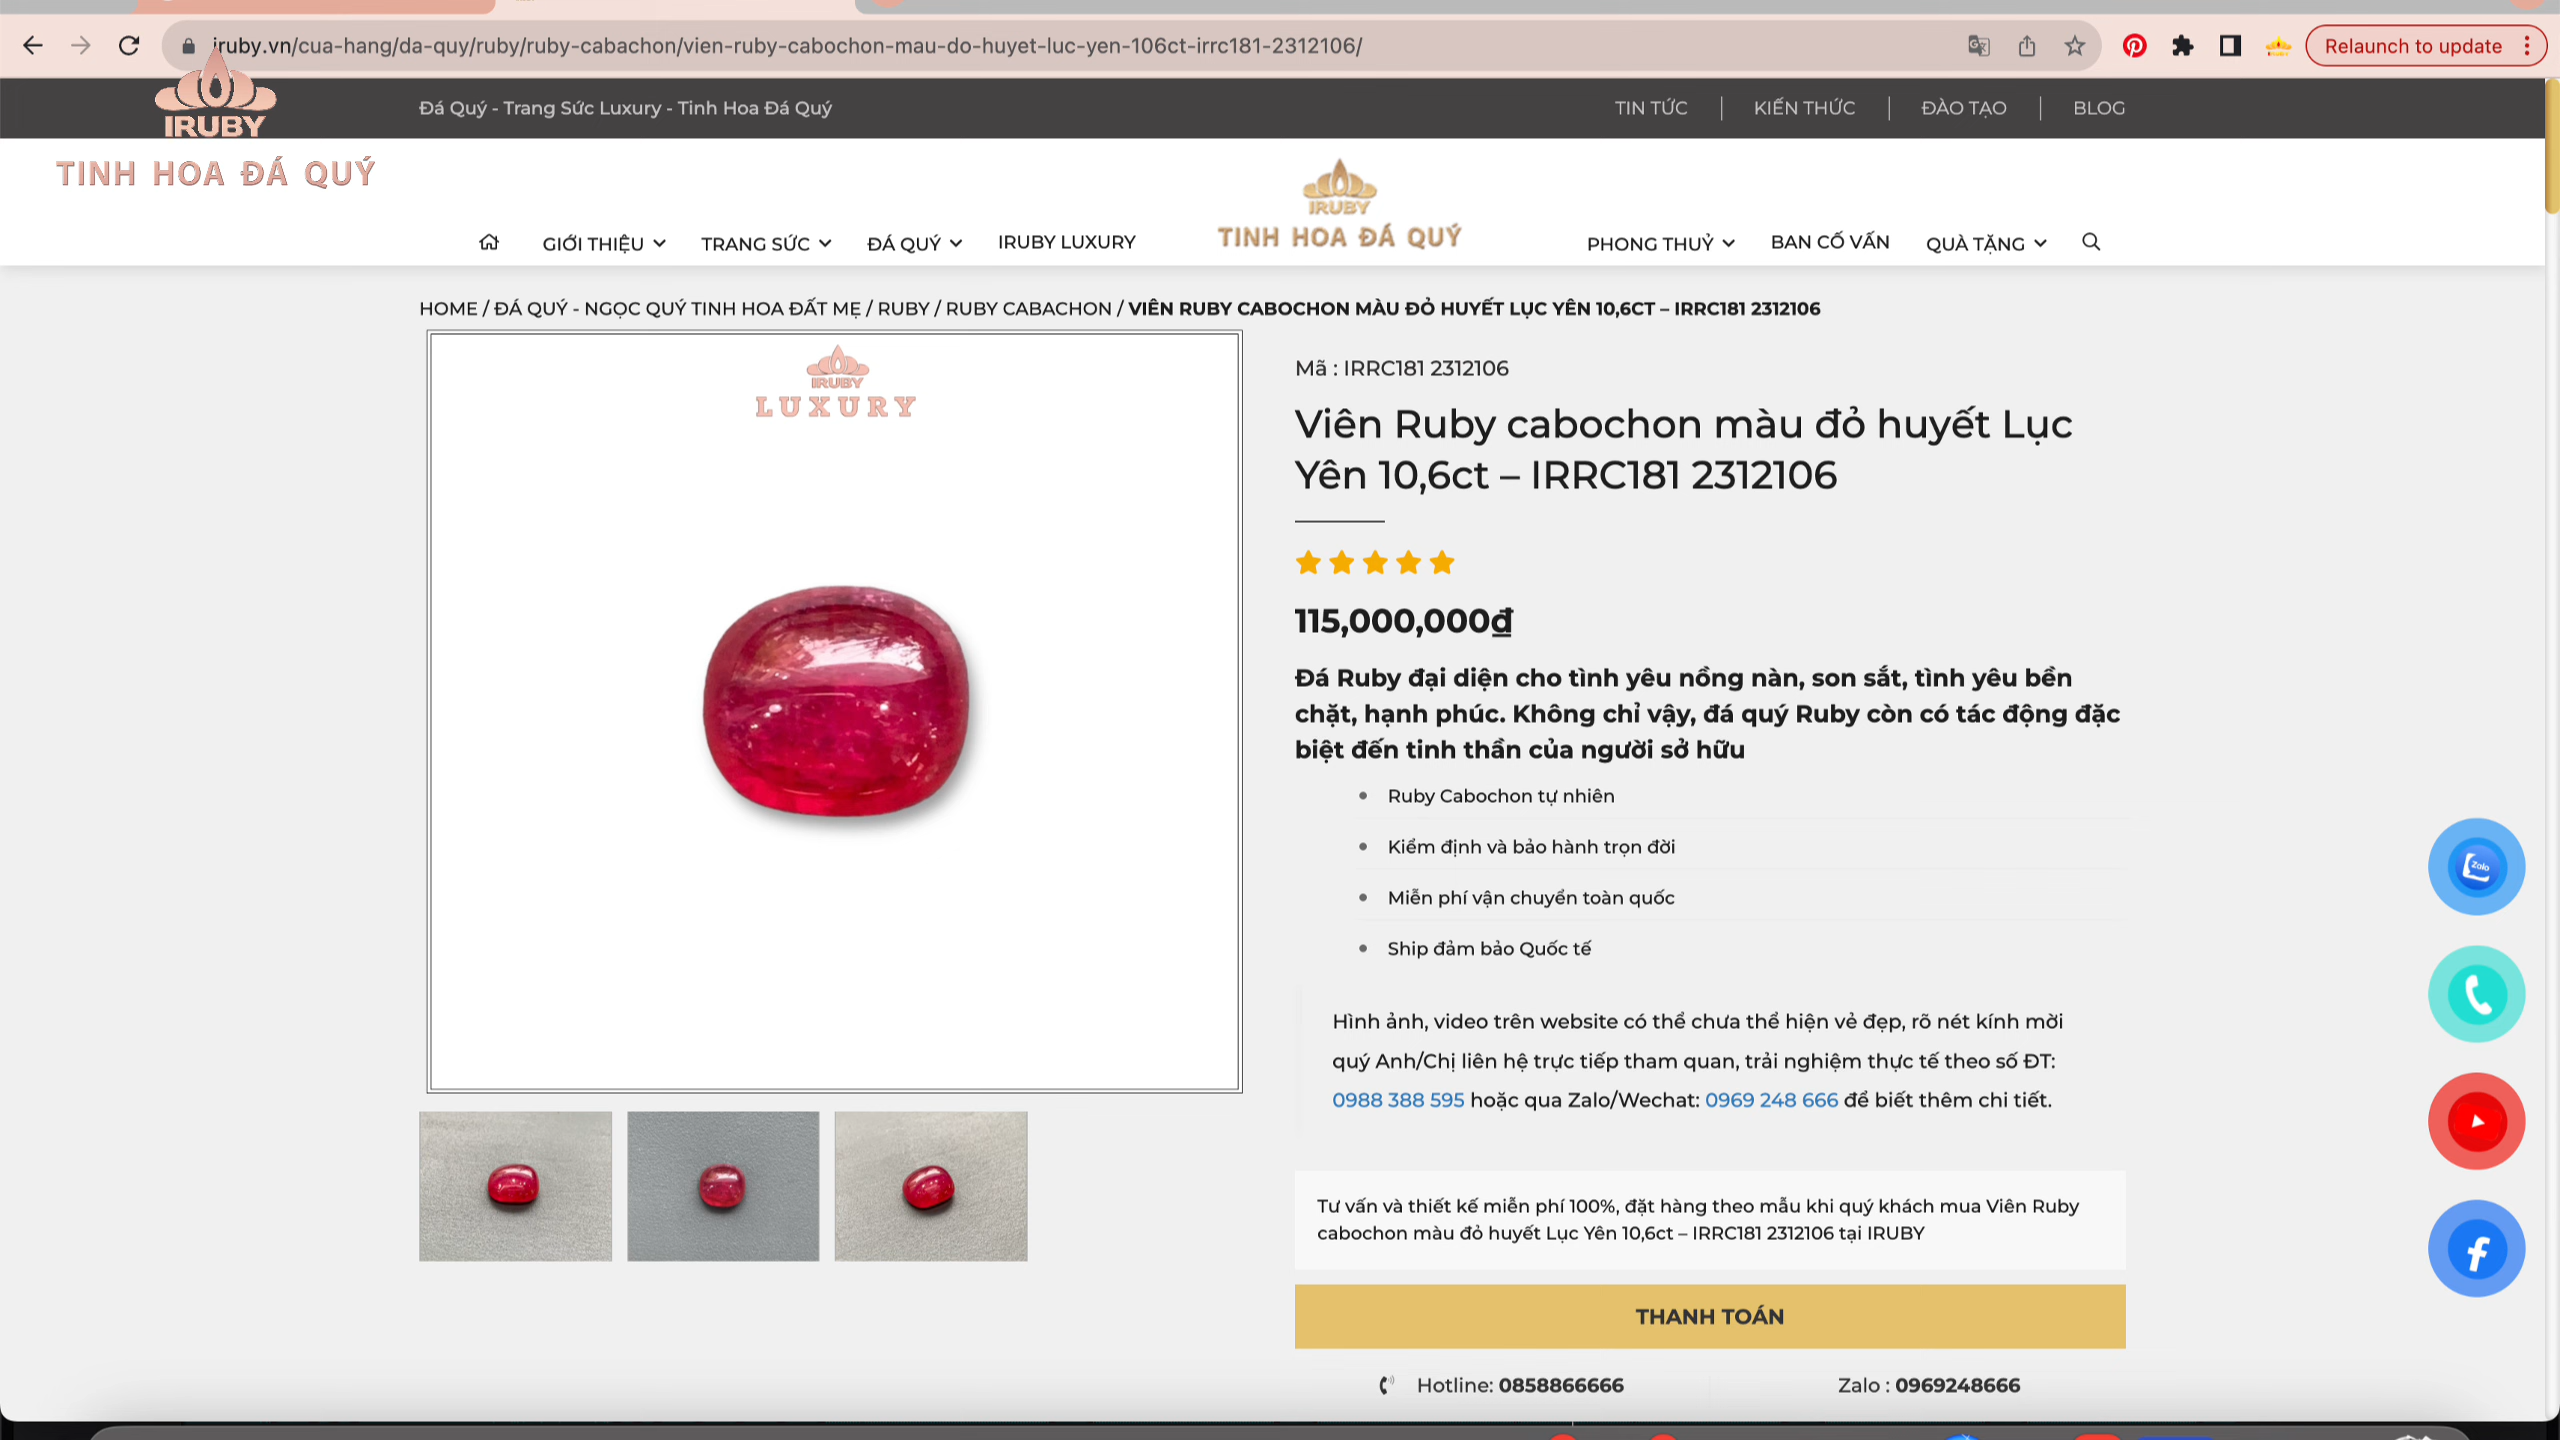 iruby.vn/cua-hang/da-quy/ruby/ruby-cabachon/vien-ruby-cabochon-mau-do-huyet-luc-yen-106ct-irrc181-2312106/
Relaunch to update
IRUBY
TINH HOA ĐÁ QUÝ
Đá Quý - Trang Sức Luxury - Tinh Hoa Đá Quý
TIN TỨC
KIẾN THỨC
ĐÀO TẠO
BLOG
GIỚI THIỆU
TRANG SỨC
ĐÁ QUÝ
IRUBY LUXURY
IRUBY
TINH HOA ĐÁ QUÝ
PHONG THUỶ
BAN CỐ VẤN
QUÀ TẶNG
HOME / ĐÁ QUÝ - NGỌC QUÝ TINH HOA ĐẤT MẸ / RUBY / RUBY CABACHON / VIÊN RUBY CABOCHON MÀU ĐỎ HUYẾT LỤC YÊN 10,6CT – IRRC181 2312106
IRUBY
LUXURY
Mã : IRRC181 2312106
Viên Ruby cabochon màu đỏ huyết Lục
Yên 10,6ct – IRRC181 2312106
115,000,000₫
Đá Ruby đại diện cho tình yêu nồng nàn, son sắt, tình yêu bền
chặt, hạnh phúc. Không chỉ vậy, đá quý Ruby còn có tác động đặc
biệt đến tinh thần của người sở hữu
Ruby Cabochon tự nhiên
Kiểm định và bảo hành trọn đời
Miễn phí vận chuyển toàn quốc
Ship đảm bảo Quốc tế
Hình ảnh, video trên website có thể chưa thể hiện vẻ đẹp, rõ nét kính mời
quý Anh/Chị liên hệ trực tiếp tham quan, trải nghiệm thực tế theo số ĐT:
0988 388 595 hoặc qua Zalo/Wechat: 0969 248 666 để biết thêm chi tiết.
Tư vấn và thiết kế miễn phí 100%, đặt hàng theo mẫu khi quý khách mua Viên Ruby
cabochon màu đỏ huyết Lục Yên 10,6ct – IRRC181 2312106 tại IRUBY
THANH TOÁN
Hotline: 0858866666
Zalo : 0969248666
Zalo